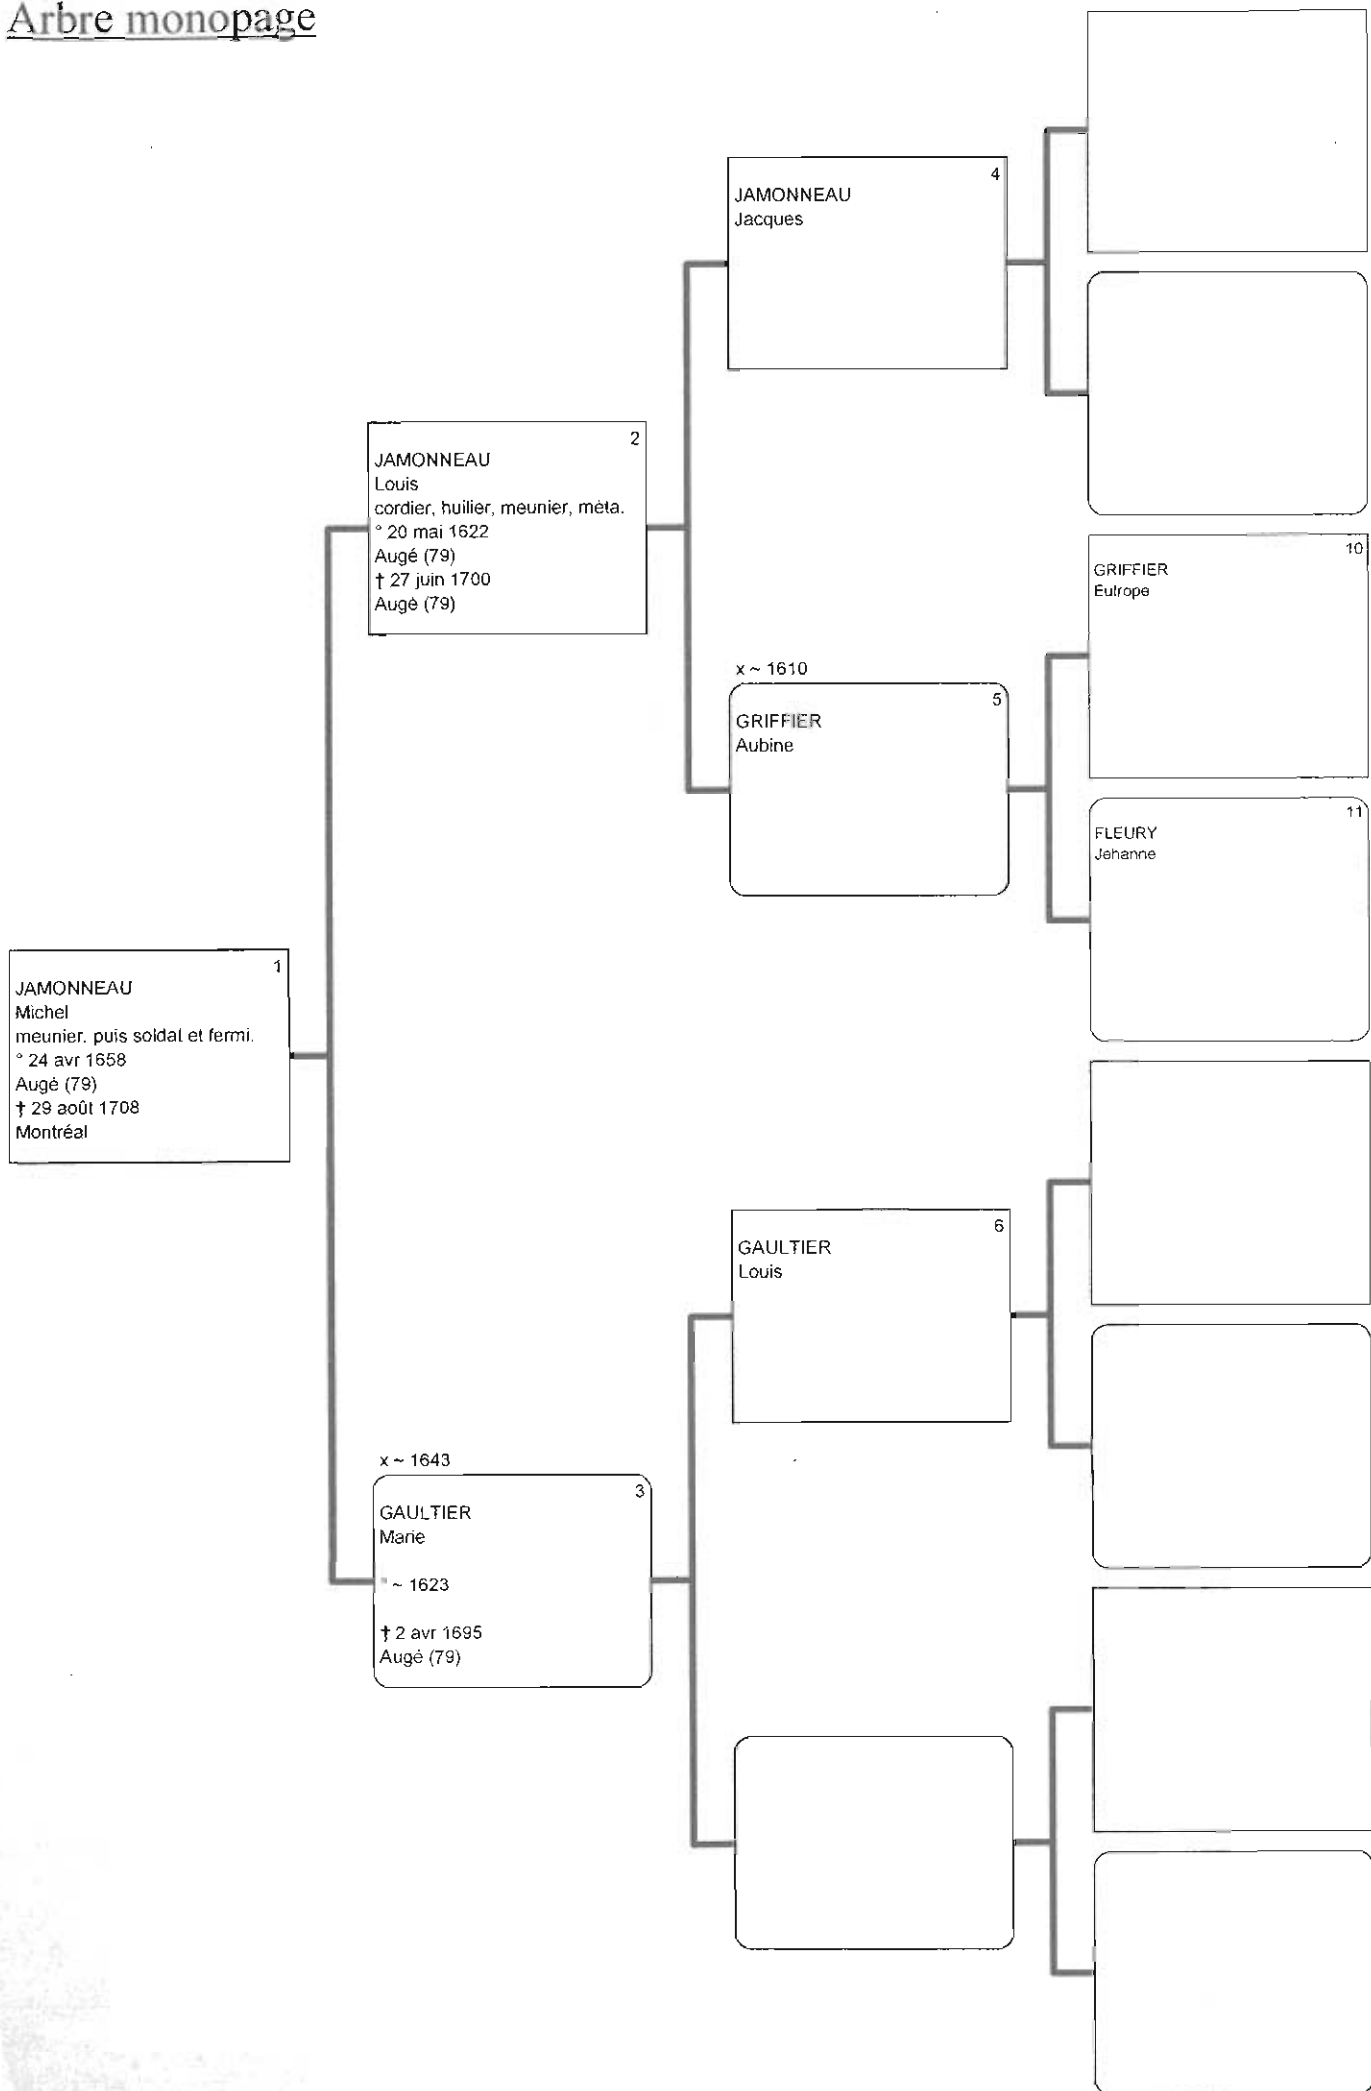 Arbre monopage
4
JAMONNEAU
Jacques
2
JAMONNEAU
Louis
cordier, huilier, meunier, méta.
° 20 mai 1622
Augé (79)
† 27 juin 1700
Augé (79)
10
GRIFFIER
Eutrope
x ~ 1610
5
GRIFFIER
Aubine
11
FLEURY
Jehanne
1
JAMONNEAU
Michel
meunier, puis soldat et fermi.
° 24 avr 1658
Augé (79)
† 29 août 1708
Montréal
6
GAULTIER
Louis
x ~ 1643
3
GAULTIER
Marie
° ~ 1623
† 2 avr 1695
Augé (79)